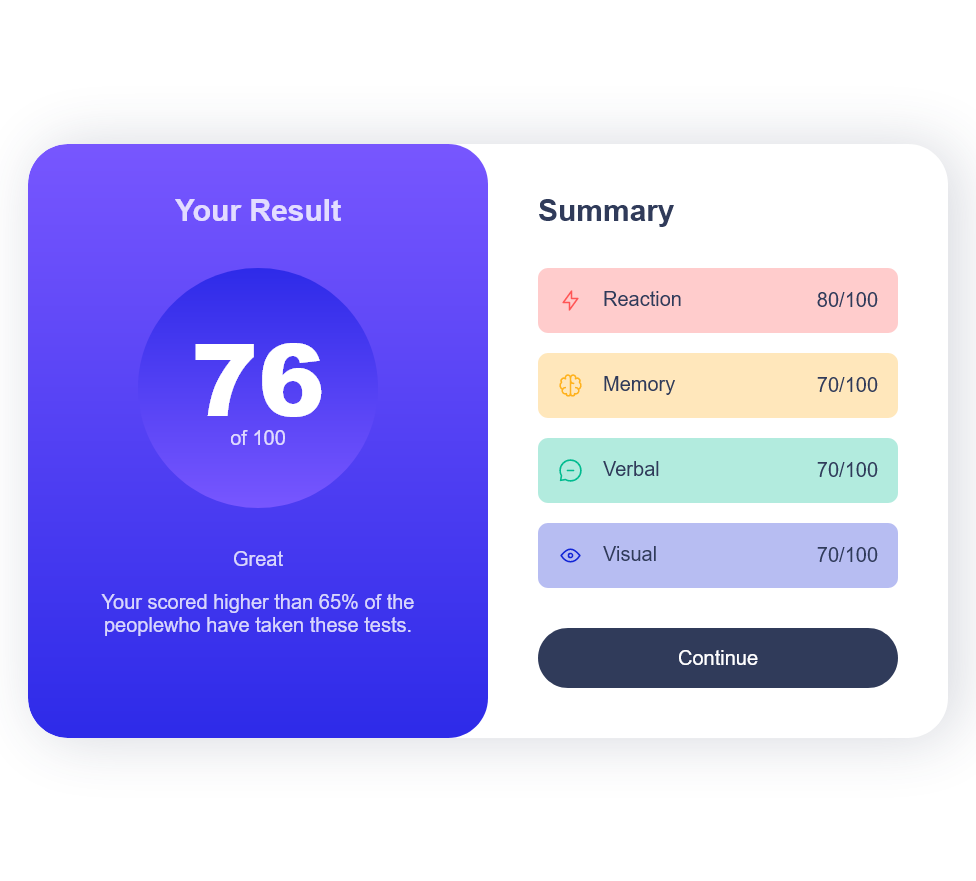 Your Result
76
of 100
Great
Your scored higher than 65% of the
peoplewho have taken these tests.
Summary
Reaction 80/100
Memory 70/100
Verbal 70/100
Visual 70/100
Continue